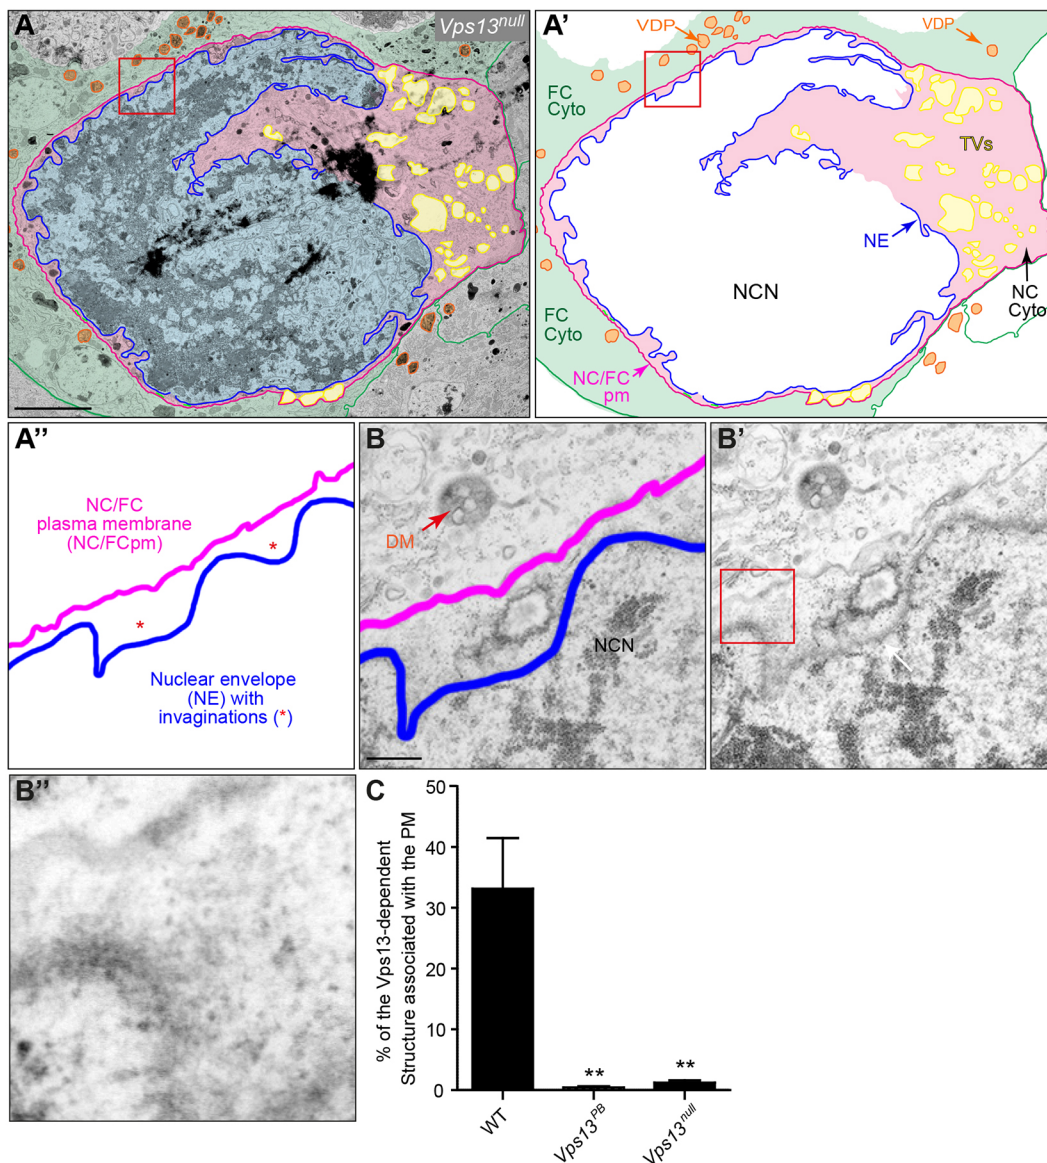 A
Vps13null
A’
VDP
VDP
FC
Cyto
TVs
NE
NCN
NC
Cyto
FC
Cyto
NC/FC
pm
A’’
NC/FC
plasma membrane
(NC/FCpm)
*
*
Nuclear envelope
(NE) with
invaginations (*)
B
DM
NCN
B’
B’’
C
% of the Vps13-dependent
Structure associated with the PM
50
40
30
20
10
0
**
**
WT
Vps13PB
Vps13null